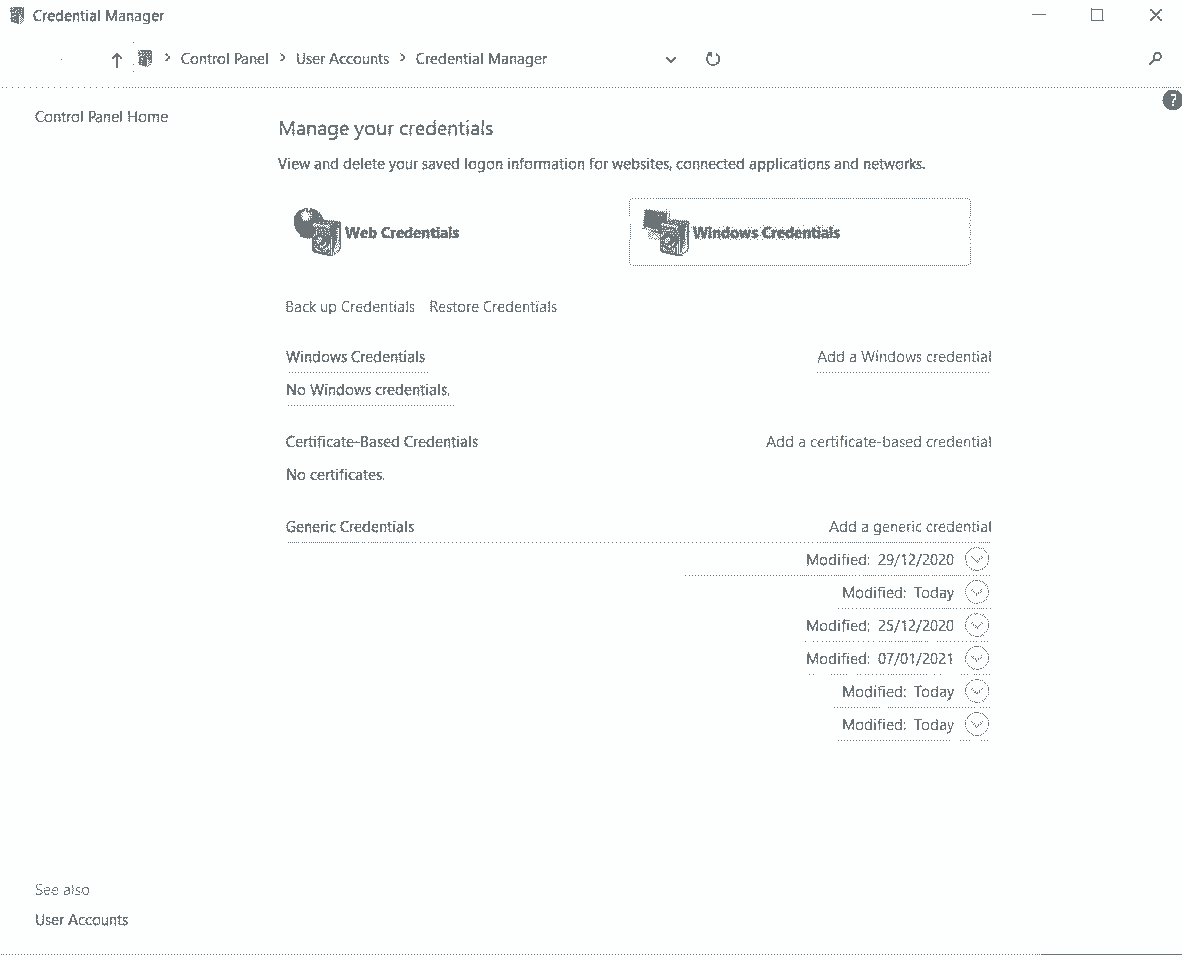 Credential Manager
Control Panel > User Accounts > Credential Manager
?
Control Panel Home
Manage your credentials
View and delete your saved logon information for websites, connected applications and networks.
Web Credentials
Windows Credentials
Back up Credentials Restore Credentials
Windows Credentials Add a Windows credential
No Windows credentials.
Certificate-Based Credentials Add a certificate-based credential
No certificates.
Generic Credentials Add a generic credential
Modified: 29/12/2020
Modified: Today
Modified: 25/12/2020
Modified: 07/01/2021
Modified: Today
Modified: Today
See also
User Accounts